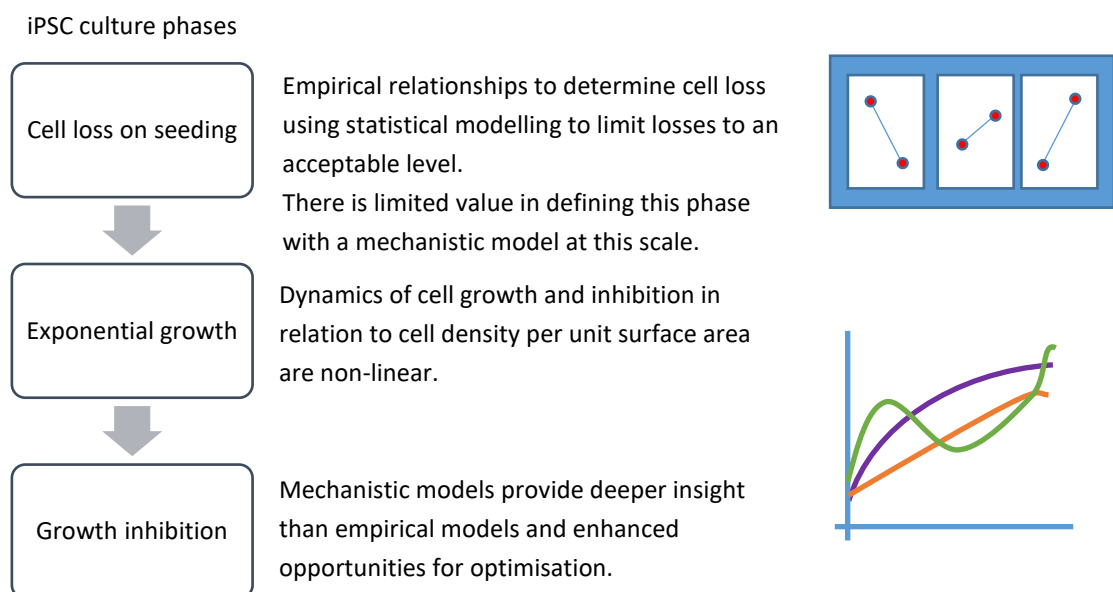 iPSC culture phases
Cell loss on seeding
Empirical relationships to determine cell loss
using statistical modelling to limit losses to an
acceptable level.
There is limited value in defining this phase
with a mechanistic model at this scale.
Exponential growth
Dynamics of cell growth and inhibition in
relation to cell density per unit surface area
are non-linear.
Growth inhibition
Mechanistic models provide deeper insight
than empirical models and enhanced
opportunities for optimisation.